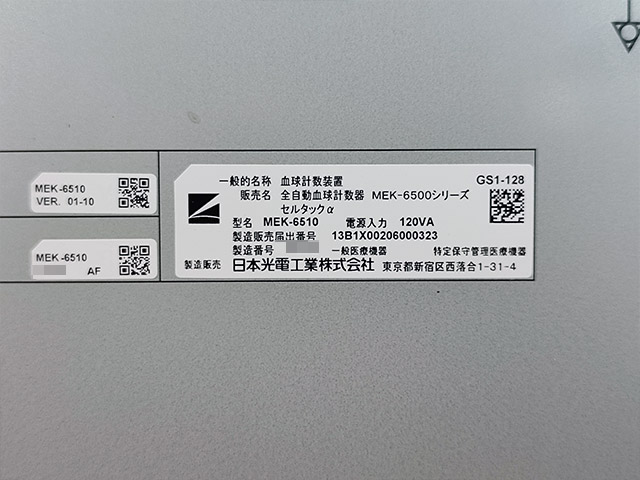 MEK-6510
VER. 01-10
MEK-6510
AF
一般的名称 血球計数装置 GS1-128
販売名 全自動血球計数器 MEK-6500シリーズ
セルタックα
型名 MEK-6510 電源入力 120VA
製造販売届出番号 13B1X00206000323
製造番号 一般医療機器 特定保守管理医療機器
製造販売 日本光電工業株式会社 東京都新宿区西落合1-31-4